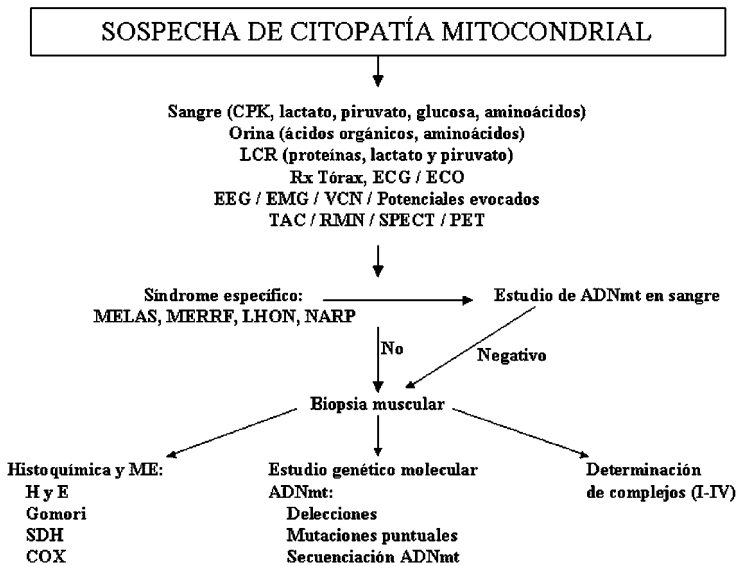 SOSPECHA DE CITOPATÍA MITOCONDRIAL
Sangre (CPK, lactato, piruvato, glucosa, aminoácidos)
Orina (ácidos orgánicos, aminoácidos)
LCR (proteínas, lactato y piruvato)
Rx Tórax, ECG / ECO
EEG / EMG / VCN / Potenciales evocados
TAC / RMN / SPECT / PET
Síndrome específico:
MELAS, MERRF, LHON, NARP
Estudio de ADNmt en sangre
No
Negativo
Biopsia muscular
Histoquímica y ME:
H y E
Gomori
SDH
COX
Estudio genético molecular
ADNmt:
Delecciones
Mutaciones puntuales
Secuenciación ADNmt
Determinación
de complejos (I-IV)